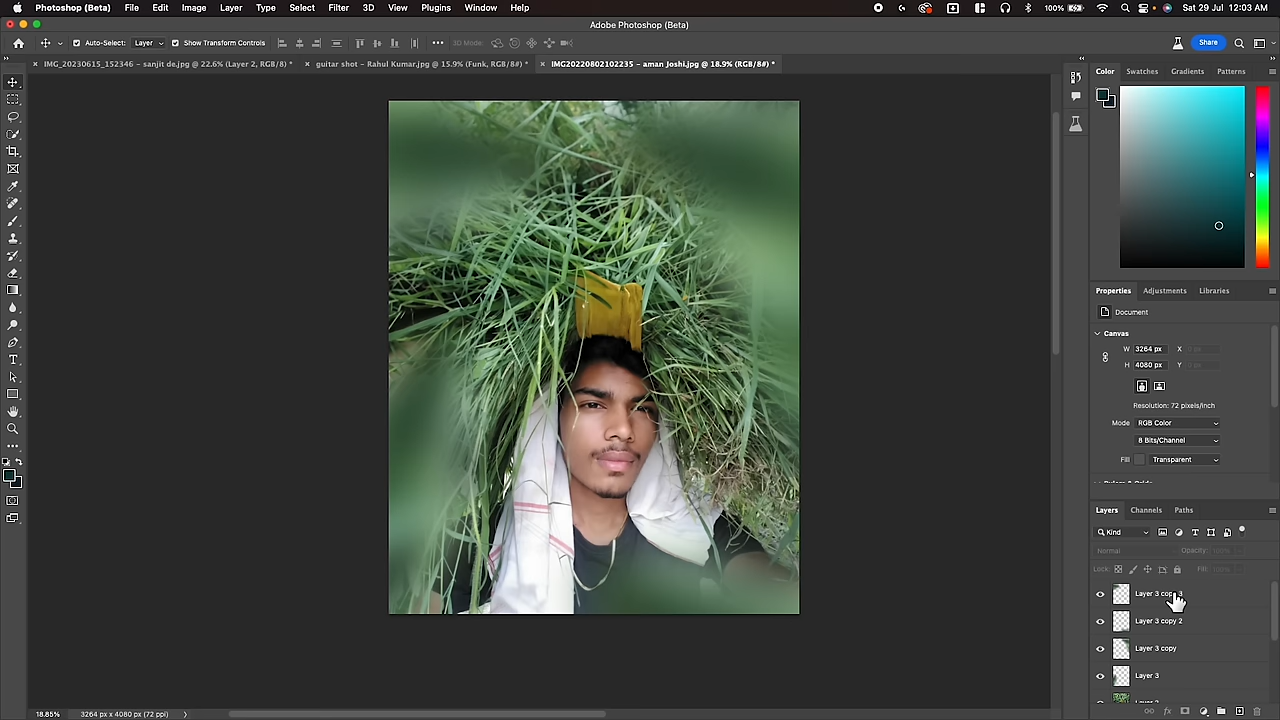 Photoshop (Beta) File Edit Image Layer Type Select Filter 3D View Plugins Window Help 100% Sat 29 Jul 12:03 AM
Adobe Photoshop (Beta)
Auto-Select: Layer Show Transform Controls 3D Mode: Share
IMG_20230615_152346 – sanjit de.jpg @ 22.6% (Layer 2, RGB/8) * guitar shot – Rahul Kumar.jpg @ 15.9% (Funk, RGB/8#) * IMG20220802102235 – aman Joshi.jpg @ 18.9% (RGB/8#) *
Color Swatches Gradients Patterns
Properties Adjustments Libraries
Document
Canvas
W 3264 px X
H 4080 px Y
Resolution: 72 pixels/inch
Mode RGB Color
8 Bits/Channel
Fill Transparent
Layers Channels Paths
Kind
Normal Opacity: 100%
Lock: Fill: 100%
Layer 3 copy 3
Layer 3 copy 2
Layer 3 copy
Layer 3
18.85% 3264 px x 4080 px (72 ppi)